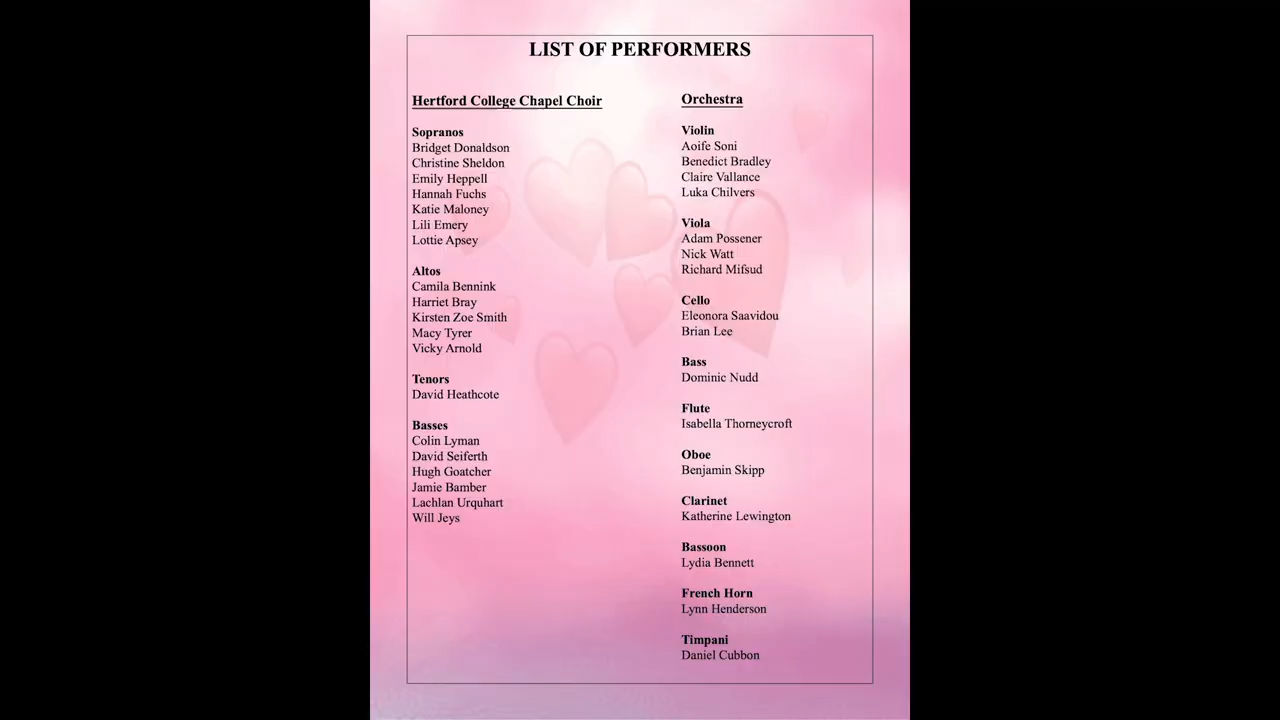 LIST OF PERFORMERS
Hertford College Chapel Choir
Sopranos
Bridget Donaldson
Christine Sheldon
Emily Heppell
Hannah Fuchs
Katie Maloney
Lili Emery
Lottie Apsey
Altos
Camila Bennink
Harriet Bray
Kirsten Zoe Smith
Macy Tyrer
Vicky Arnold
Tenors
David Heathcote
Basses
Colin Lyman
David Seiferth
Hugh Goatcher
Jamie Bamber
Lachlan Urquhart
Will Jeys
Orchestra
Violin
Aoife Soni
Benedict Bradley
Claire Vallance
Luka Chilvers
Viola
Adam Possener
Nick Watt
Richard Mifsud
Cello
Eleonora Saavidou
Brian Lee
Bass
Dominic Nudd
Flute
Isabella Thorneycroft
Oboe
Benjamin Skipp
Clarinet
Katherine Lewington
Bassoon
Lydia Bennett
French Horn
Lynn Henderson
Timpani
Daniel Cubbon